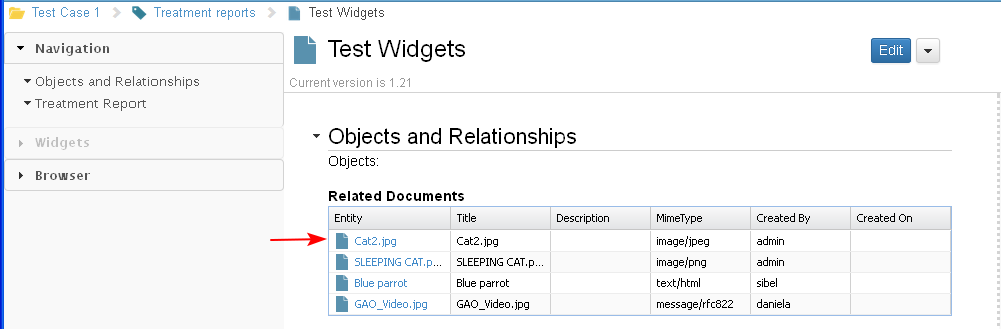 Test Case 1 Treatment reports Test Widgets
Navigation
Objects and Relationships
Treatment Report
Widgets
Browser
Test Widgets
Edit
Current version is 1.21
Objects and Relationships
Objects:
Related Documents
Entity Title Description MimeType Created By Created On
Cat2.jpg Cat2.jpg image/jpeg admin
SLEEPING CAT.p... SLEEPING CAT.p... image/png admin
Blue parrot Blue parrot text/html sibel
GAO_Video.jpg GAO_Video.jpg message/rfc822 daniela